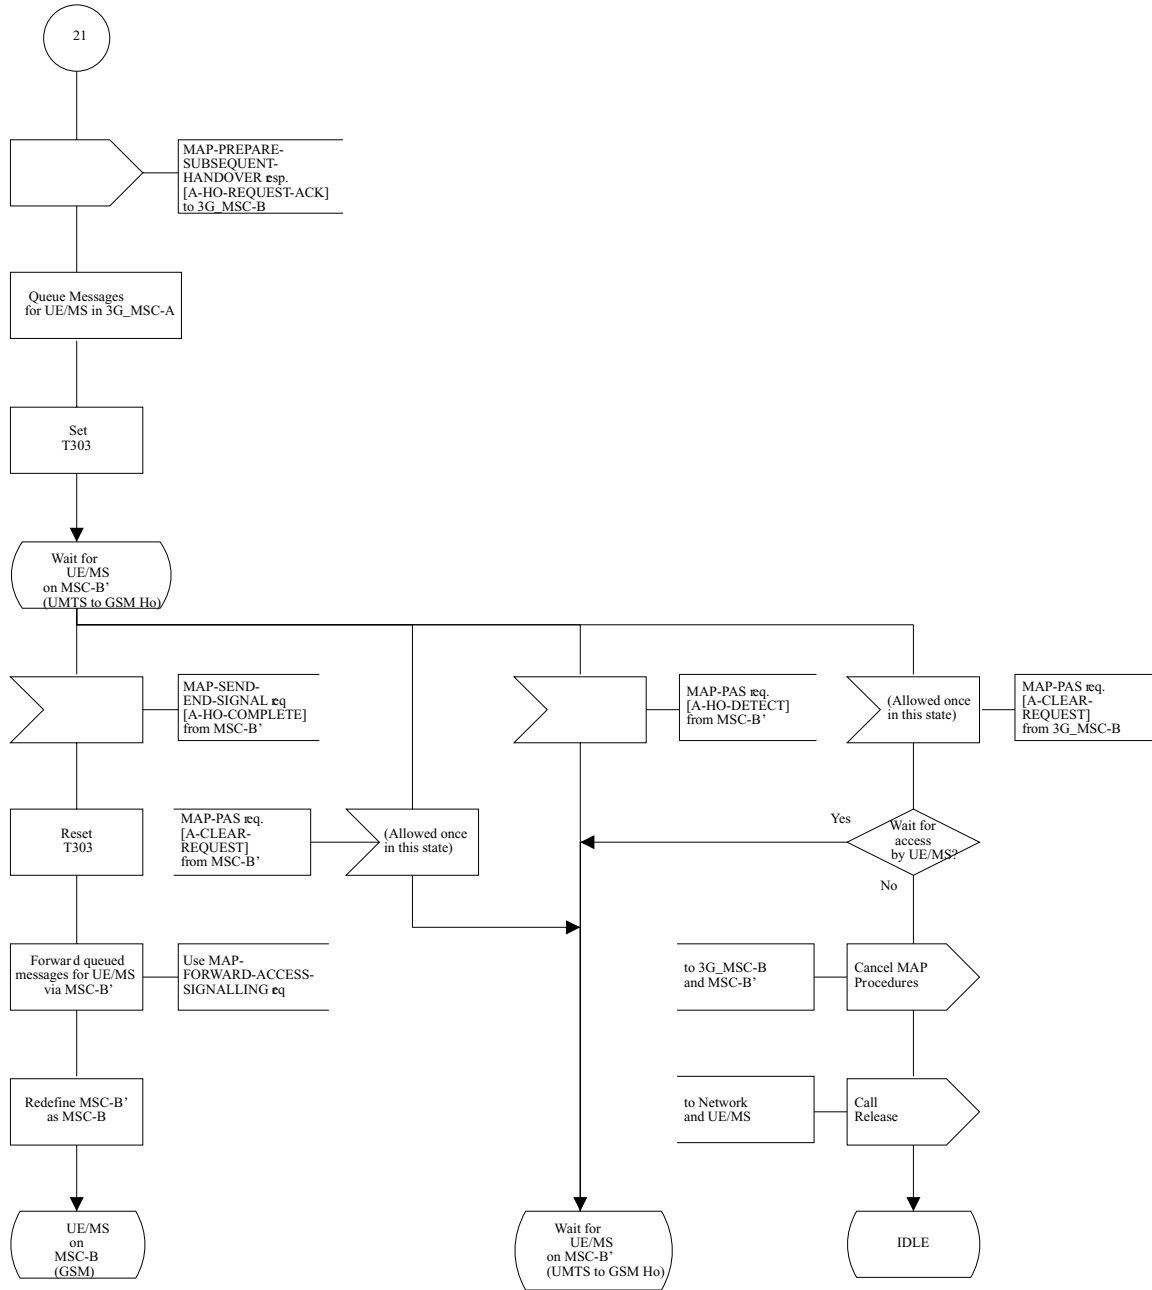 21
MAP-PREPARE-
SUBSEQUENT-
HANDOVER resp.
[A-HO-REQUEST-ACK]
to 3G_MSC-B
Queue Messages
for UE/MS in 3G_MSC-A
Set
T303
Wait for
UE/MS
on MSC-B’
(UMTS to GSM Ho)
MAP-SEND-
END-SIGNAL req
[A-HO-COMPLETE]
from MSC-B’
MAP-PAS req.
[A-HO-DETECT]
from MSC-B’
(Allowed once
in this state)
MAP-PAS req.
[A-CLEAR-
REQUEST]
from 3G_MSC-B
Reset
T303
MAP-PAS req.
[A-CLEAR-
REQUEST]
from MSC-B’
(Allowed once
in this state)
Yes
Wait for
access
by UE/MS?
No
Forward queued
messages for UE/MS
via MSC-B’
Use MAP-
FORWARD-ACCESS-
SIGNALLING req
to 3G_MSC-B
and MSC-B’
Cancel MAP
Procedures
Redefine MSC-B’
as MSC-B
to Network
and UE/MS
Call
Release
UE/MS
on
MSC-B
(GSM)
Wait for
UE/MS
on MSC-B’
(UMTS to GSM Ho)
IDLE